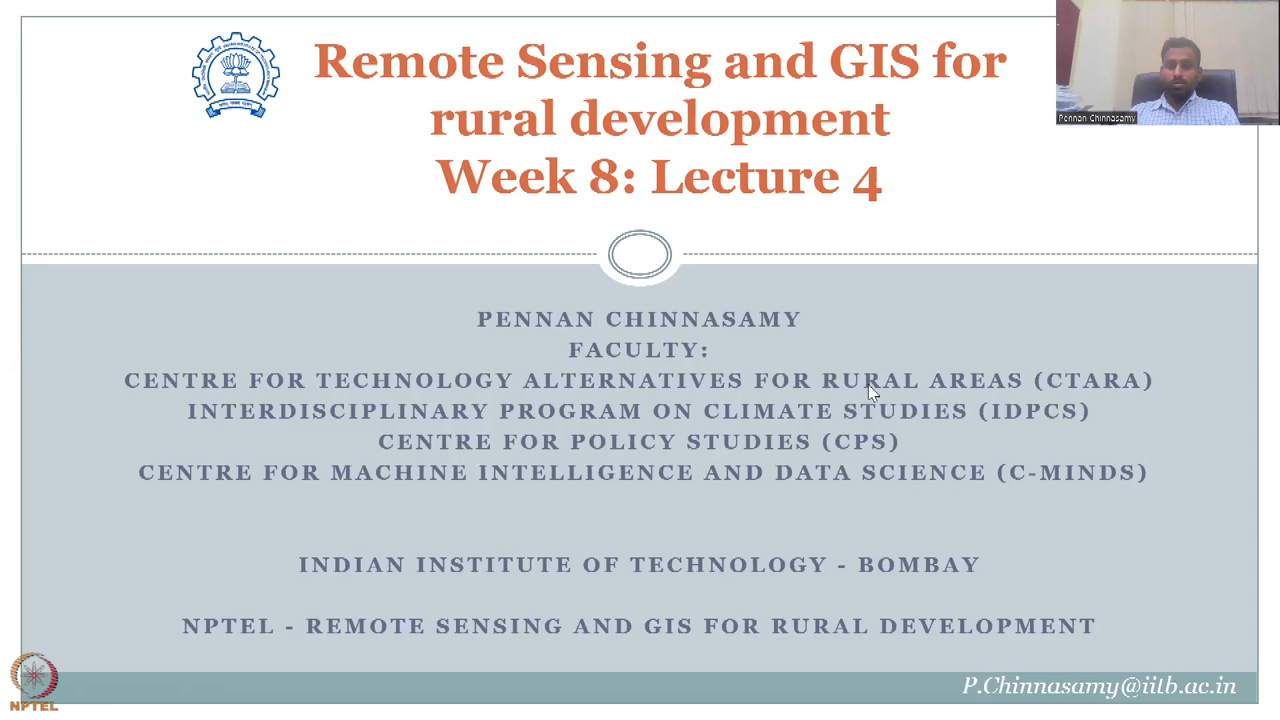 Remote Sensing and GIS for
rural development
Week 8: Lecture 4
Pennan Chinnasamy
PENNAN CHINNASAMY
FACULTY:
CENTRE FOR TECHNOLOGY ALTERNATIVES FOR RURAL AREAS (CTARA)
INTERDISCIPLINARY PROGRAM ON CLIMATE STUDIES (IDPCS)
CENTRE FOR POLICY STUDIES (CPS)
CENTRE FOR MACHINE INTELLIGENCE AND DATA SCIENCE (C-MINDS)
INDIAN INSTITUTE OF TECHNOLOGY - BOMBAY
NPTEL - REMOTE SENSING AND GIS FOR RURAL DEVELOPMENT
P.Chinnasamy@iitb.ac.in
NPTEL